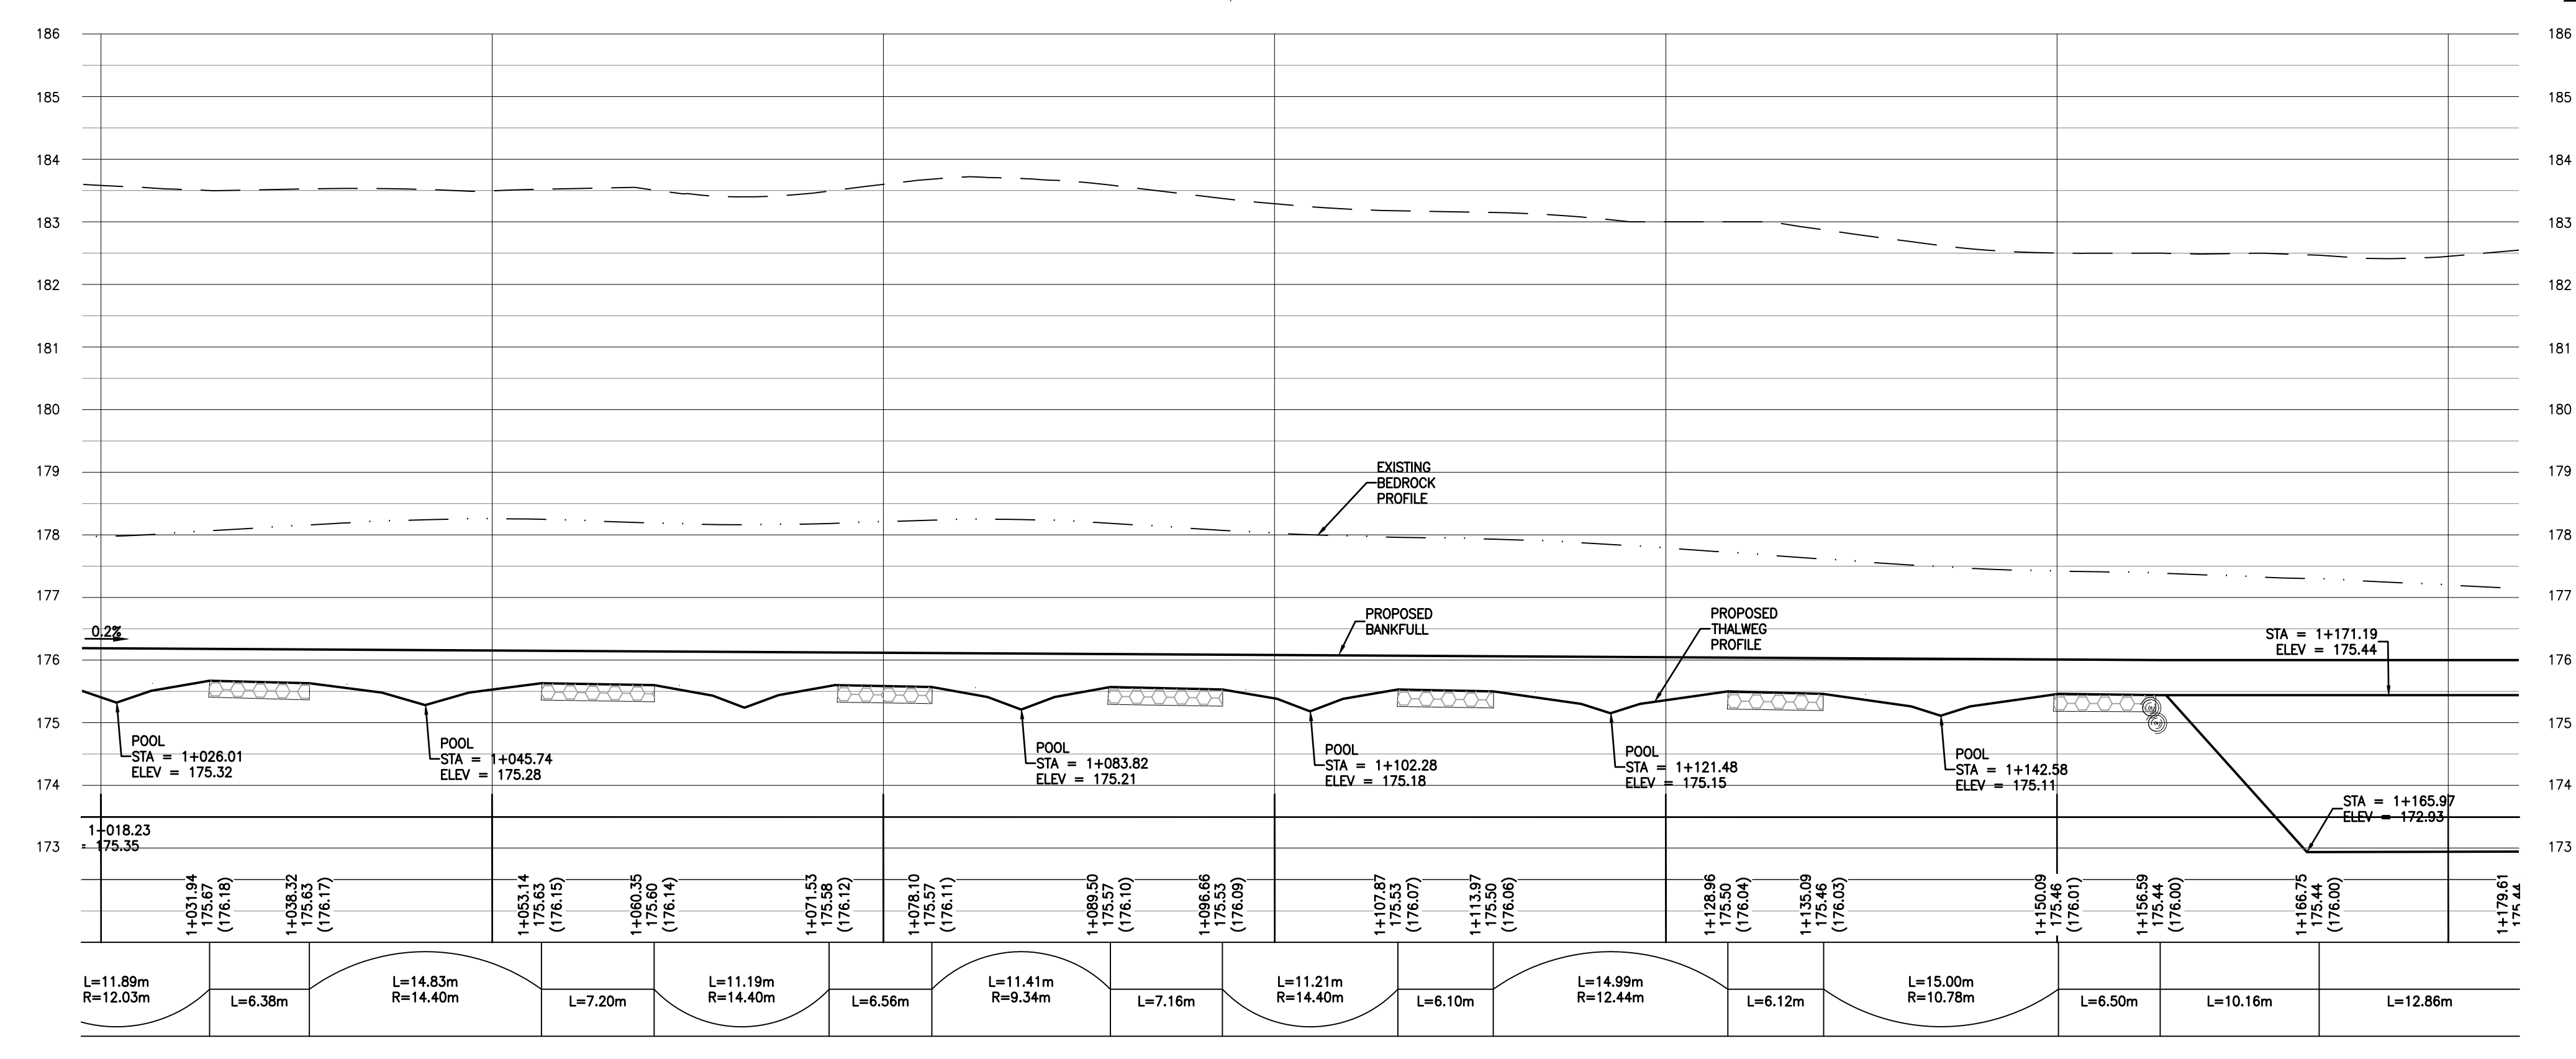 186
186
185
185
184
184
183
183
182
182
181
181
180
180
179
179
178
178
177
177
176
176
175
175
174
174
173
173
EXISTING
BEDROCK
PROFILE
0.2%
PROPOSED
BANKFULL
PROPOSED
THALWEG
PROFILE
STA = 1+171.19
ELEV = 175.44
POOL
STA = 1+026.01
ELEV = 175.32
POOL
STA = 1+045.74
ELEV = 175.28
POOL
STA = 1+083.82
ELEV = 175.21
POOL
STA = 1+102.28
ELEV = 175.18
POOL
STA = 1+121.48
ELEV = 175.15
POOL
STA = 1+142.58
ELEV = 175.11
STA = 1+165.97
ELEV = 172.93
1+018.23
= 175.35
1+031.94
175.67
(176.18)
1+038.32
175.63
(176.17)
1+053.14
175.63
(176.15)
1+060.35
175.60
(176.14)
1+071.53
175.58
(176.12)
1+078.10
175.57
(176.11)
1+089.50
175.57
(176.10)
1+096.66
175.53
(176.09)
1+107.87
175.53
(176.07)
1+113.97
175.50
(176.06)
1+128.96
175.50
(176.04)
1+135.09
175.46
(176.03)
1+150.09
175.46
(176.01)
1+156.59
175.44
(176.00)
1+166.75
175.44
(176.00)
1+179.61
175.44
L=11.89m
R=12.03m
L=6.38m
L=14.83m
R=14.40m
L=7.20m
L=11.19m
R=14.40m
L=6.56m
L=11.41m
R=9.34m
L=7.16m
L=11.21m
R=14.40m
L=6.10m
L=14.99m
R=12.44m
L=6.12m
L=15.00m
R=10.78m
L=6.50m
L=10.16m
L=12.86m